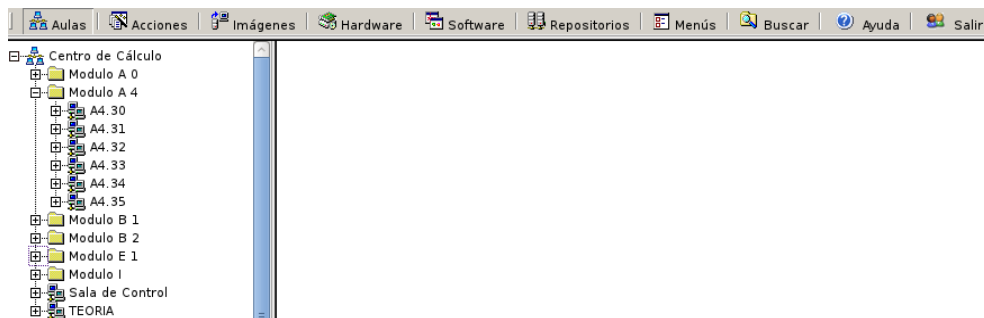 Aulas Acciones Imágenes Hardware Software Repositorios Menús Buscar Ayuda Salir
Centro de Cálculo
Modulo A 0
Modulo A 4
A4.30
A4.31
A4.32
A4.33
A4.34
A4.35
Modulo B 1
Modulo B 2
Modulo E 1
Modulo I
Sala de Control
TEORIA